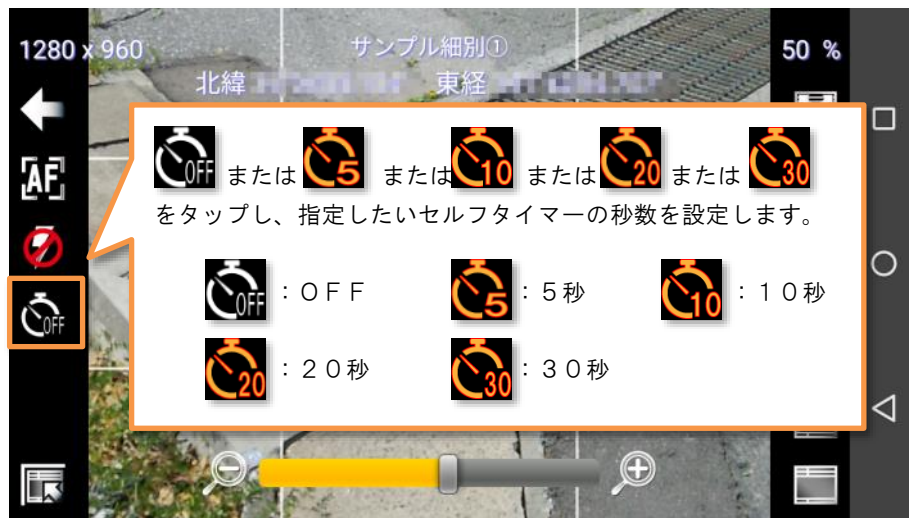 1280 x 960
サンプル細別①
50 %
北緯 東経
AF
OFF または 5 または 10 または 20 または 30
をタップし、指定したいセルフタイマーの秒数を設定します。
OFF :OFF 5 :5秒 10 :10秒
OFF
20 :20秒 30 :30秒